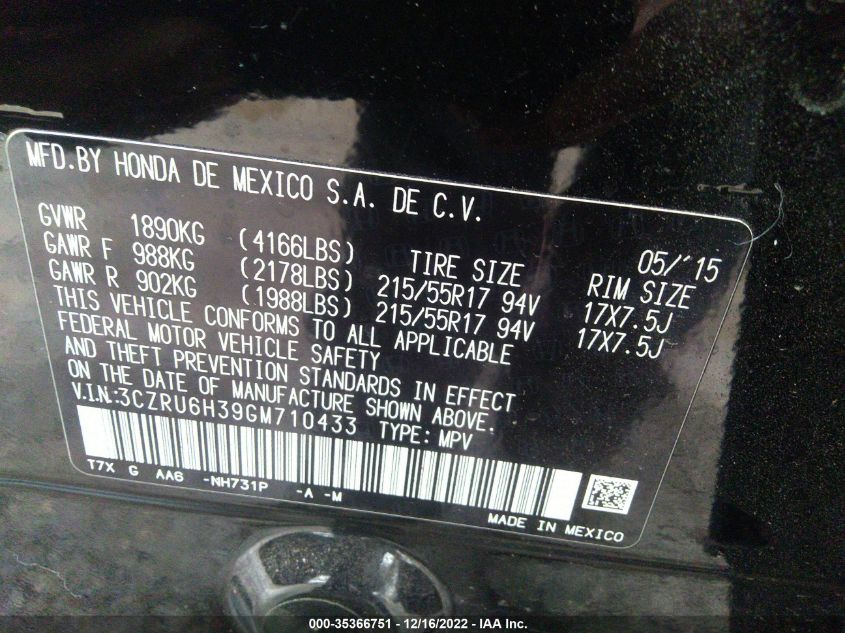 MFD.BY HONDA DE MEXICO S.A. DE C.V.
05/'15
GVWR 1890KG (4166LBS) TIRE SIZE RIM SIZE
GAWR F 988KG (2178LBS) 215/55R17 94V 17X7.5J
GAWR R 902KG (1988LBS) 215/55R17 94V 17X7.5J
THIS VEHICLE CONFORMS TO ALL APPLICABLE
FEDERAL MOTOR VEHICLE SAFETY
AND THEFT PREVENTION STANDARDS IN EFFECT
ON THE DATE OF MANUFACTURE SHOWN ABOVE.
V.I.N.:3CZRU6H39GM710433 TYPE: MPV
T7X G AA6 -NH731P -A -M
MADE IN MEXICO
000-35366751 - 12/16/2022 - IAA Inc.